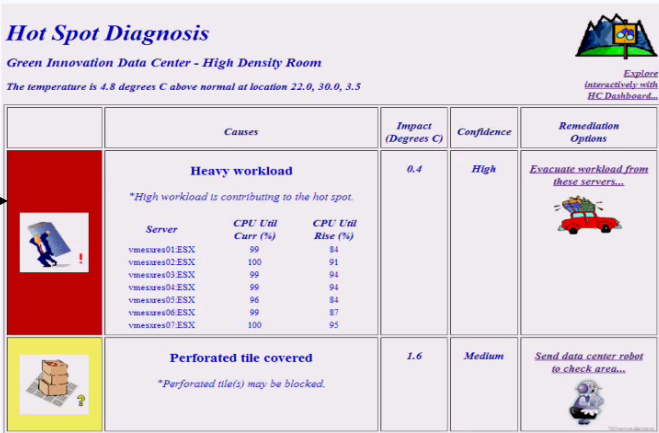 Hot Spot Diagnosis
Green Innovation Data Center - High Density Room
The temperature is 4.8 degrees C above normal at location 22.0, 30.0, 3.5
Explore
interactively with
HC Dashboard...
Causes
Impact
(Degrees C)
Confidence
Remediation
Options
Heavy workload
0.4
High
Evacuate workload from
these servers...
*High workload is contributing to the hot spot.
Server CPU Util Curr (%) CPU Util Rise (%)
vmesxres01:ESX 99 84
vmesxres02:ESX 100 91
vmesxres03:ESX 99 94
vmesxres04:ESX 99 94
vmesxres05:ESX 96 84
vmesxres06:ESX 99 87
vmesxres07:ESX 100 95
!
Perforated tile covered
1.6
Medium
Send data center robot
to check area...
*Perforated tile(s) may be blocked.
?